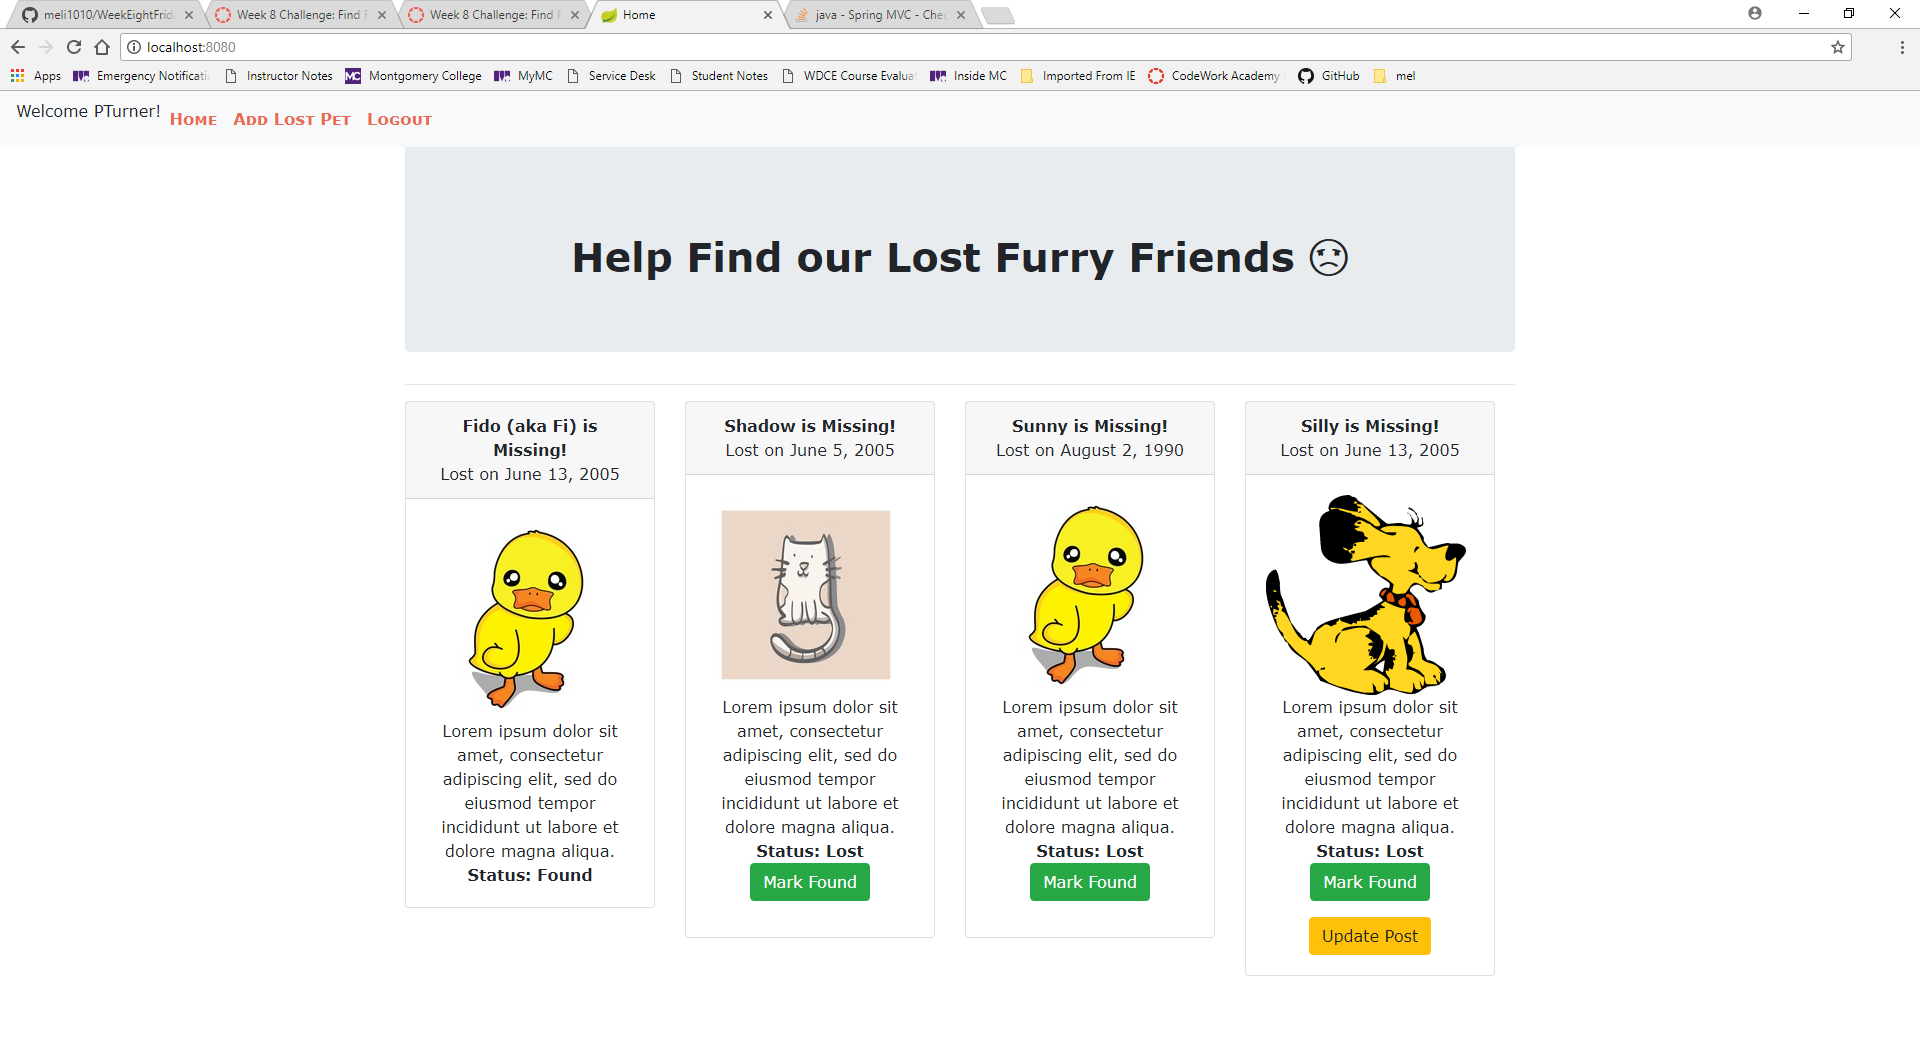 meli1010/WeekEightFrid
Week 8 Challenge: Find F
Week 8 Challenge: Find F
Home
java - Spring MVC - Chec
localhost:8080
Apps
Emergency Notificati
Instructor Notes
MC
Montgomery College
MyMC
Service Desk
Student Notes
WDCE Course Evalua
Inside MC
Imported From IE
CodeWork Academy
GitHub
mel
Welcome PTurner!
Home
Add Lost Pet
Logout
Help Find our Lost Furry Friends
Fido (aka Fi) is
Missing!
Lost on June 13, 2005
Lorem ipsum dolor sit
amet, consectetur
adipiscing elit, sed do
eiusmod tempor
incididunt ut labore et
dolore magna aliqua.
Status: Found
Shadow is Missing!
Lost on June 5, 2005
Lorem ipsum dolor sit
amet, consectetur
adipiscing elit, sed do
eiusmod tempor
incididunt ut labore et
dolore magna aliqua.
Status: Lost
Mark Found
Sunny is Missing!
Lost on August 2, 1990
Lorem ipsum dolor sit
amet, consectetur
adipiscing elit, sed do
eiusmod tempor
incididunt ut labore et
dolore magna aliqua.
Status: Lost
Mark Found
Silly is Missing!
Lost on June 13, 2005
Lorem ipsum dolor sit
amet, consectetur
adipiscing elit, sed do
eiusmod tempor
incididunt ut labore et
dolore magna aliqua.
Status: Lost
Mark Found
Update Post